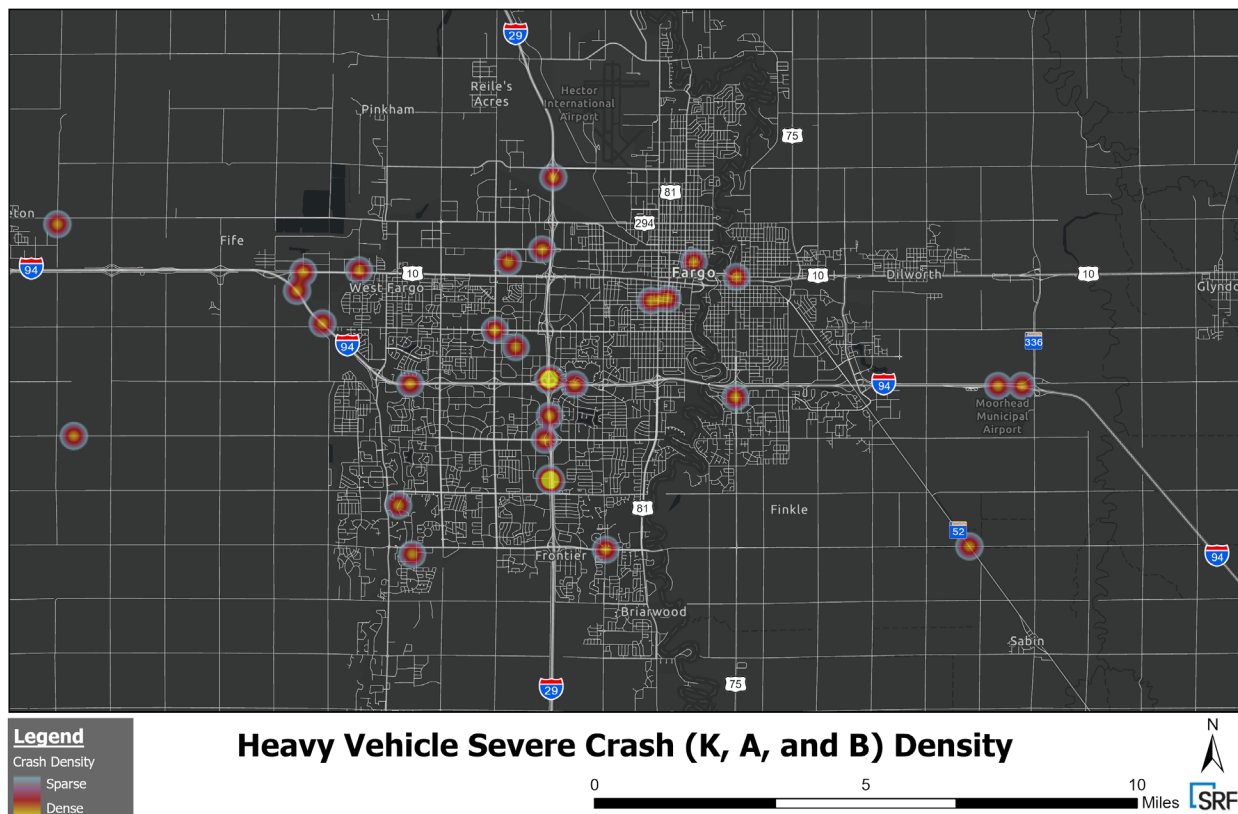 29
Reile's
Acres
Hector
International
Airport
Pinkham
75
81
294
eton
Fife
94
10
West Fargo
Fargo
10
Dilworth
10
Glyndo
94
336
94
Moorhead
Municipal
Airport
81
Finkle
52
Frontier
94
Briarwood
Sabin
29
75
Legend
Crash Density
Sparse
Dense
Heavy Vehicle Severe Crash (K, A, and B) Density
0 5 10
Miles
N
SRF